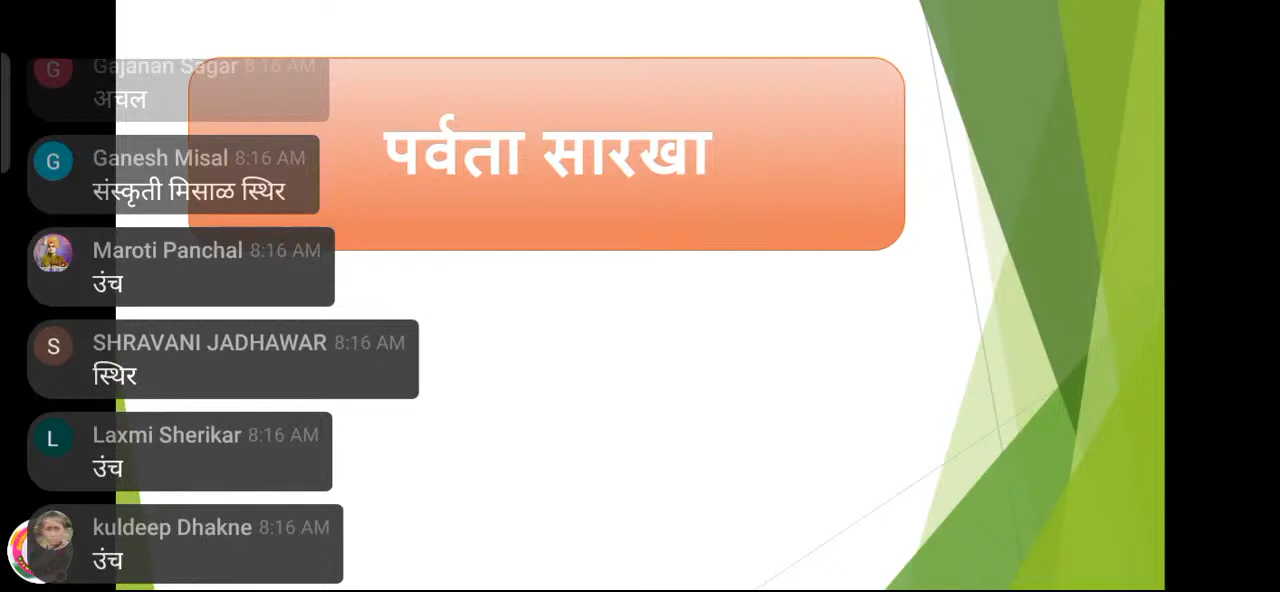 Gajanan Sagar 8:16 AM
अचल
Ganesh Misal 8:16 AM
संस्कृती मिसाळ स्थिर
Maroti Panchal 8:16 AM
उंच
SHRAVANI JADHAWAR 8:16 AM
स्थिर
Laxmi Sherikar 8:16 AM
उंच
kuldeep Dhakne 8:16 AM
उंच
पर्वता सारखा
G
G
S
L